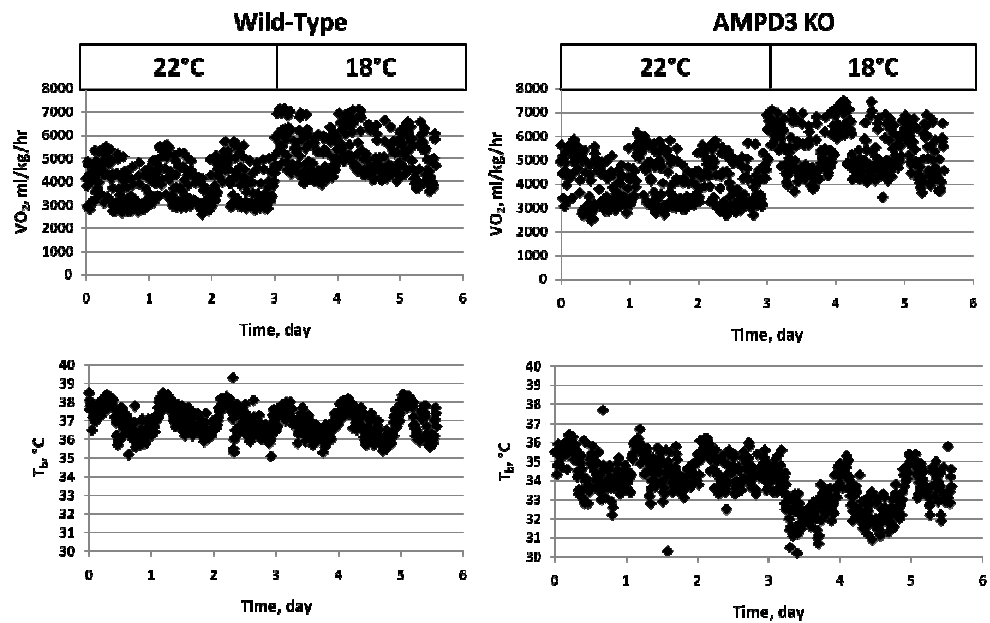 Wild-Type
AMPD3 KO
22°C
18°C
22°C
18°C
8000
7000
6000
5000
4000
3000
2000
1000
0
VO₂, ml/kg/hr
0 1 2 3 4 5 6
Time, day
8000
7000
6000
5000
4000
3000
2000
1000
0
VO₂, ml/kg/hr
0 1 2 3 4 5 6
Time, day
40
39
38
37
36
35
34
33
32
31
30
T_b, °C
0 1 2 3 4 5 6
Time, day
40
39
38
37
36
35
34
33
32
31
30
T_b, °C
0 1 2 3 4 5 6
Time, day